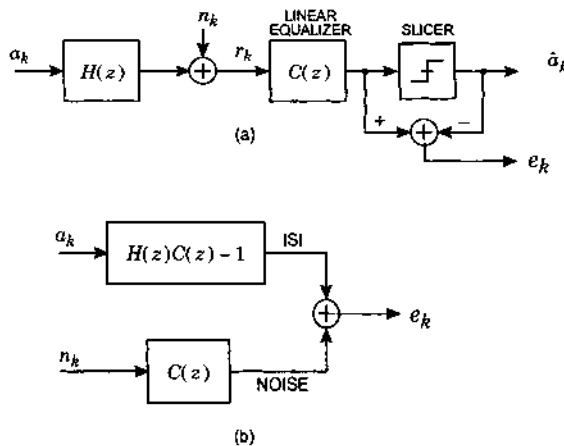 LINEAR
EQUALIZER
SLICER
n_k
a_k
H(z)
+
r_k
C(z)
â_k
+
+
−
e_k
(a)
a_k
H(z)C(z) − 1
ISI
+
e_k
n_k
C(z)
NOISE
(b)